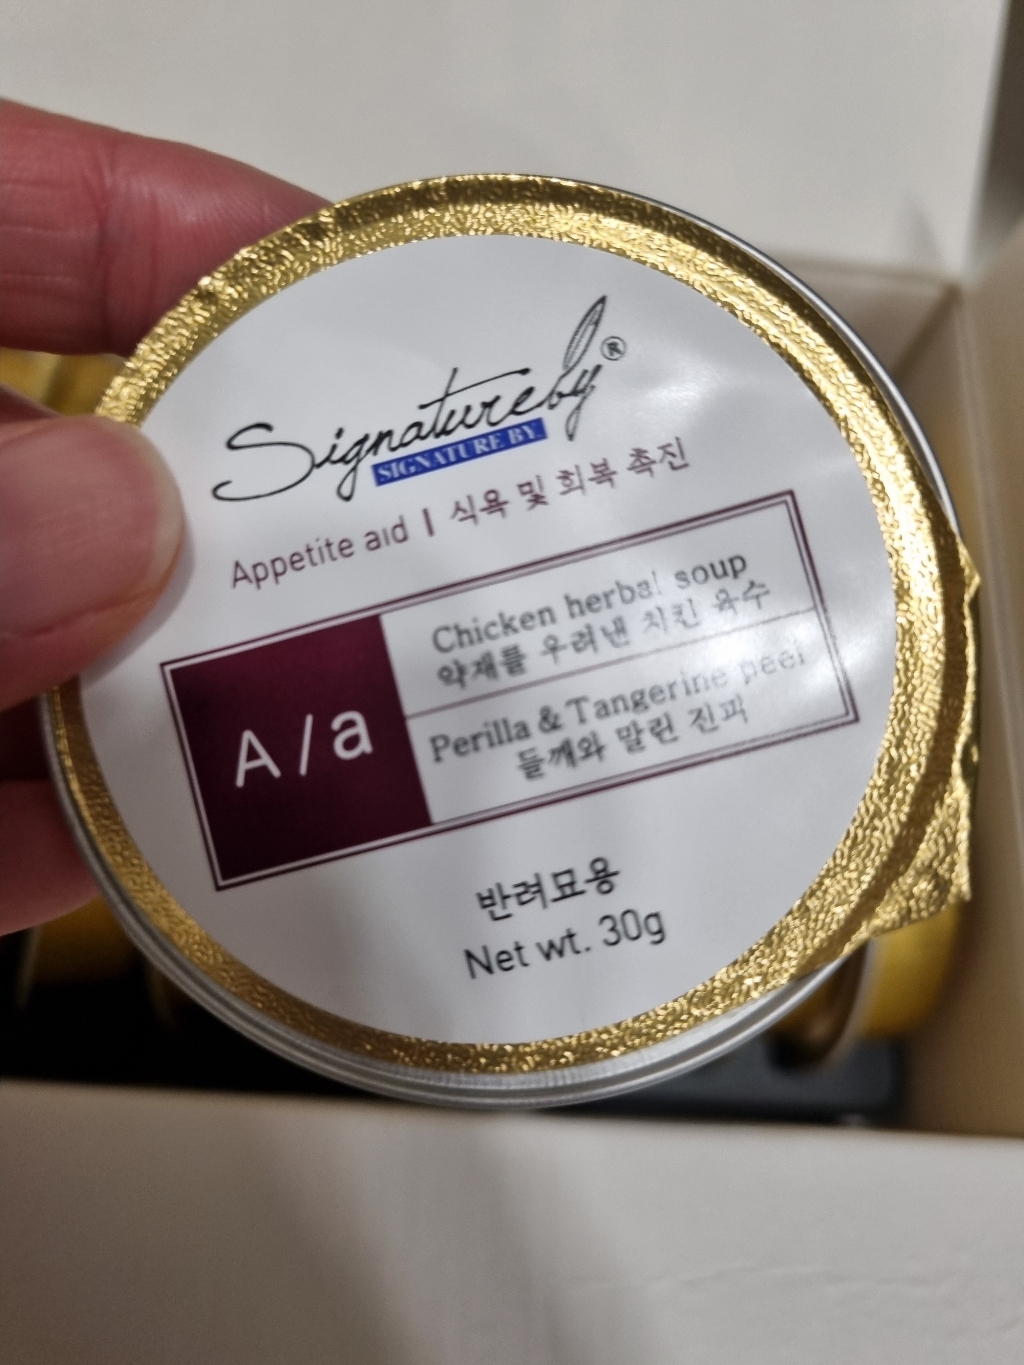 Signatureby®
SIGNATURE BY.
Appetite aid | 식욕 및 회복 촉진
A/a
Chicken herbal soup
약재를 우려낸 치킨 육수
Perilla & Tangerine peel
들깨와 말린 진피
반려묘용
Net wt. 30g